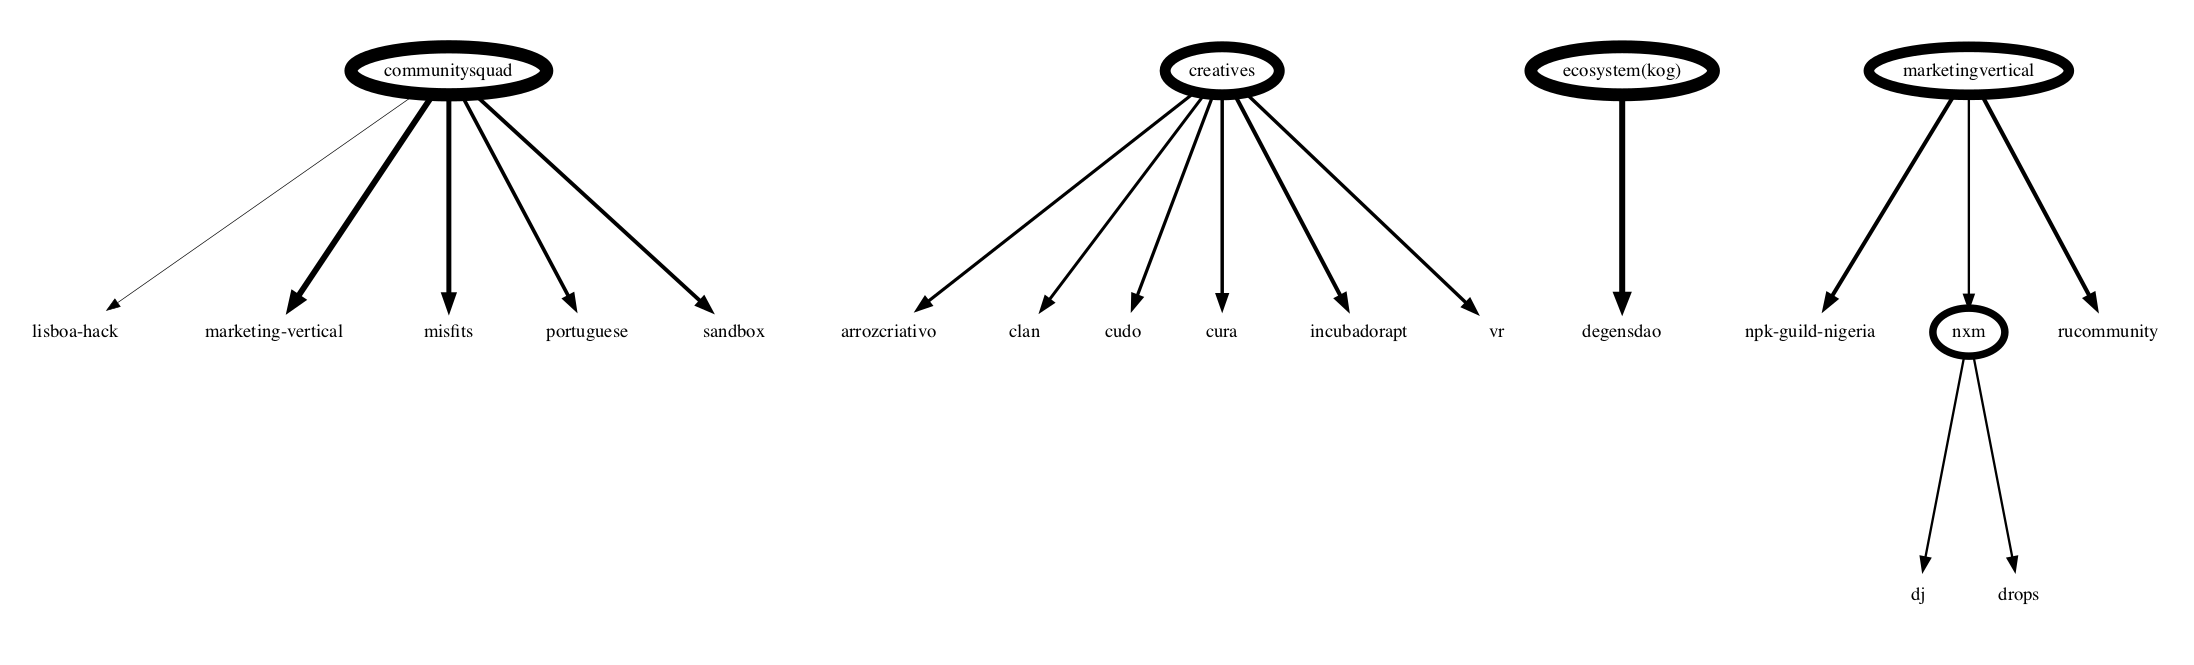 communitysquad
creatives
ecosystem(kog)
marketingvertical
lisboa-hack
marketing-vertical
misfits
portuguese
sandbox
arrozcriativo
clan
cudo
cura
incubadorapt
vr
degensdao
npk-guild-nigeria
nxm
rucommunity
dj
drops